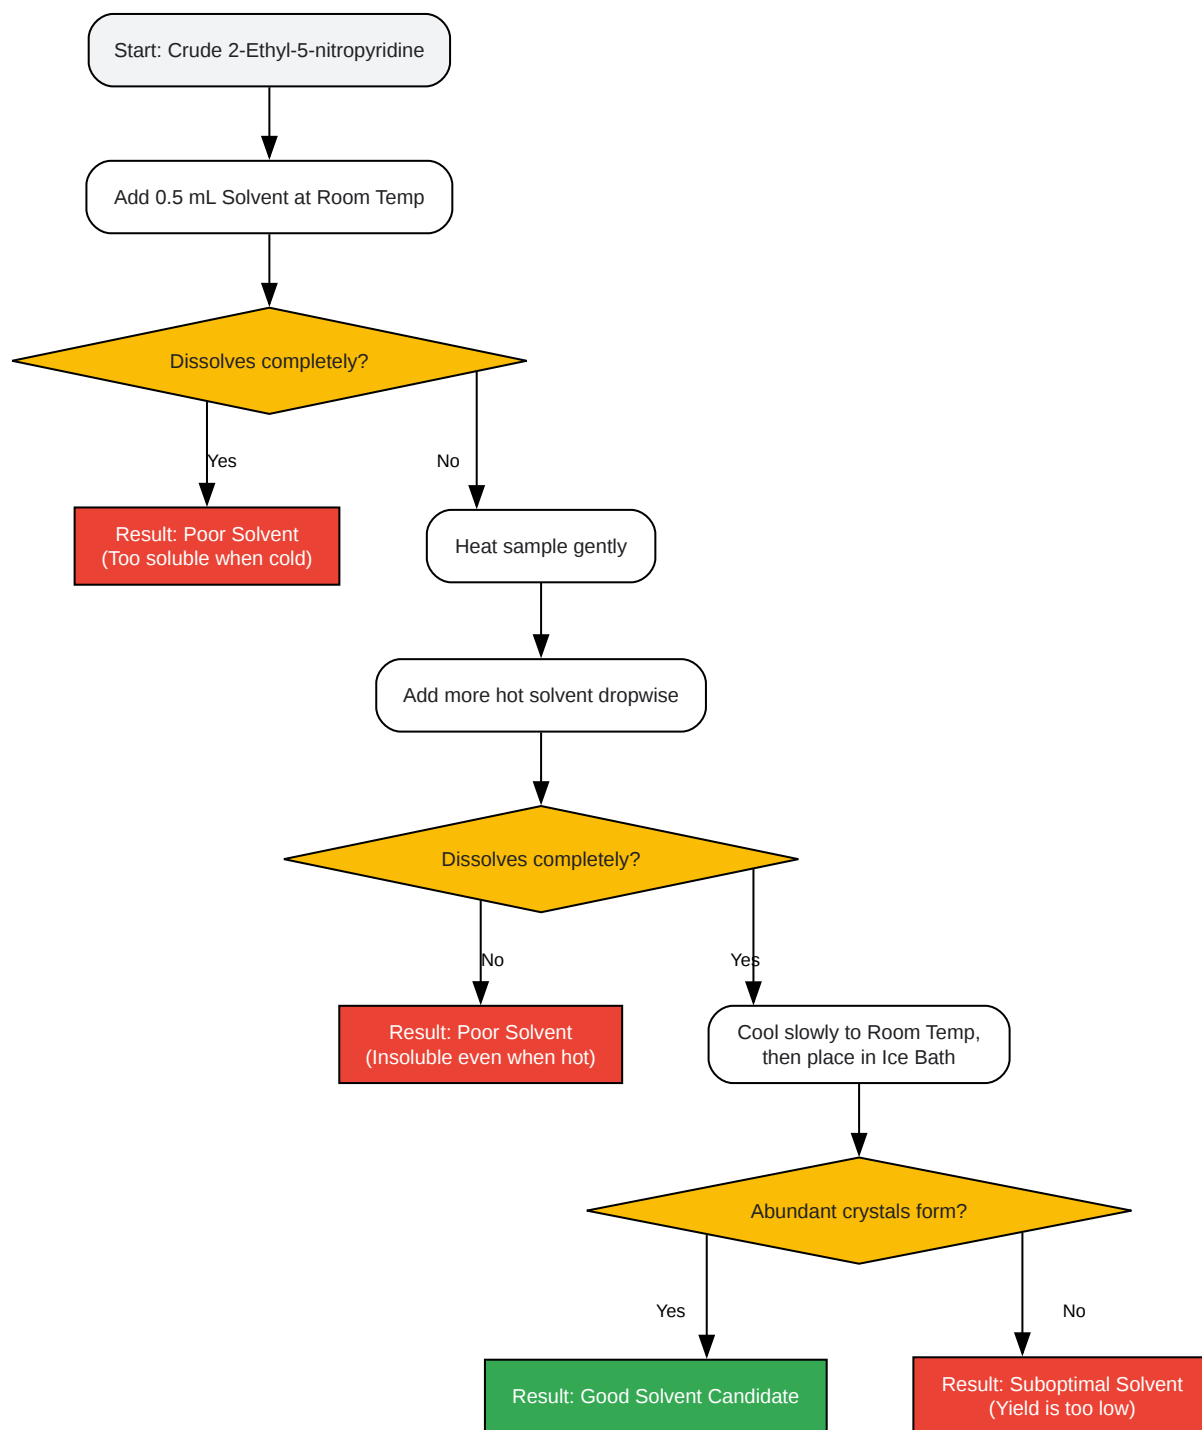 Start: Crude 2-Ethyl-5-nitropyridine
Add 0.5 mL Solvent at Room Temp
Dissolves completely?
Yes
No
Result: Poor Solvent
(Too soluble when cold)
Heat sample gently
Add more hot solvent dropwise
Dissolves completely?
No
Yes
Result: Poor Solvent
(Insoluble even when hot)
Cool slowly to Room Temp,
then place in Ice Bath
Abundant crystals form?
Yes
No
Result: Good Solvent Candidate
Result: Suboptimal Solvent
(Yield is too low)